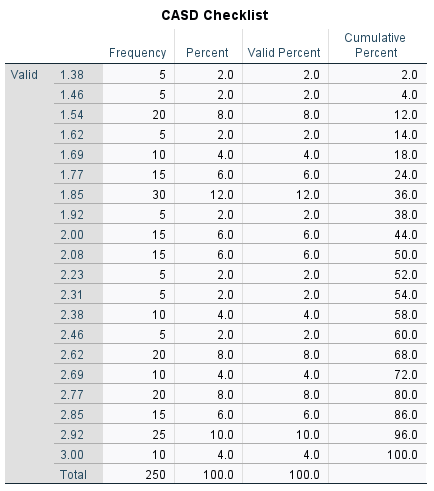 CASD Checklist
Frequency Percent Valid Percent Cumulative Percent
Valid 1.38 5 2.0 2.0 2.0
1.46 5 2.0 2.0 4.0
1.54 20 8.0 8.0 12.0
1.62 5 2.0 2.0 14.0
1.69 10 4.0 4.0 18.0
1.77 15 6.0 6.0 24.0
1.85 30 12.0 12.0 36.0
1.92 5 2.0 2.0 38.0
2.00 15 6.0 6.0 44.0
2.08 15 6.0 6.0 50.0
2.23 5 2.0 2.0 52.0
2.31 5 2.0 2.0 54.0
2.38 10 4.0 4.0 58.0
2.46 5 2.0 2.0 60.0
2.62 20 8.0 8.0 68.0
2.69 10 4.0 4.0 72.0
2.77 20 8.0 8.0 80.0
2.85 15 6.0 6.0 86.0
2.92 25 10.0 10.0 96.0
3.00 10 4.0 4.0 100.0
Total 250 100.0 100.0